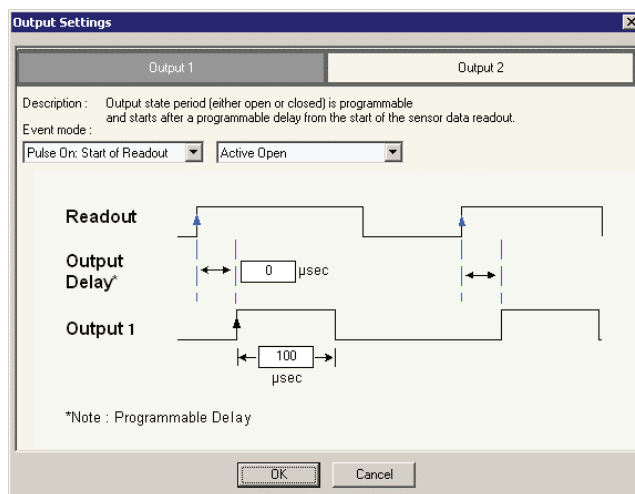 Output Settings
Output 1
Output 2
Description : Output state period (either open or closed) is programmable
and starts after a programmable delay from the start of the sensor data readout.
Event mode :
Pulse On: Start of Readout
Active Open
Readout
Output
Delay*
0 µsec
Output 1
100
µsec
*Note : Programmable Delay
OK
Cancel